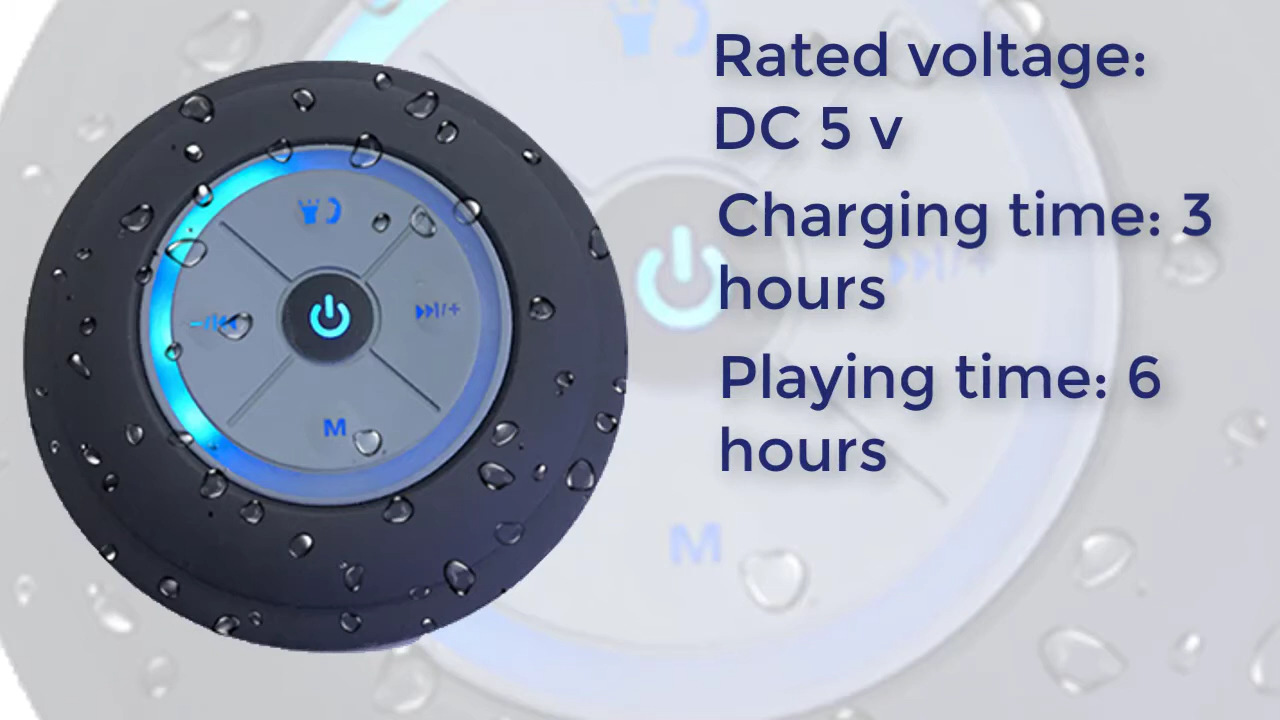 Rated voltage:
DC 5 v
Charging time: 3
hours
Playing time: 6
hours
M
M